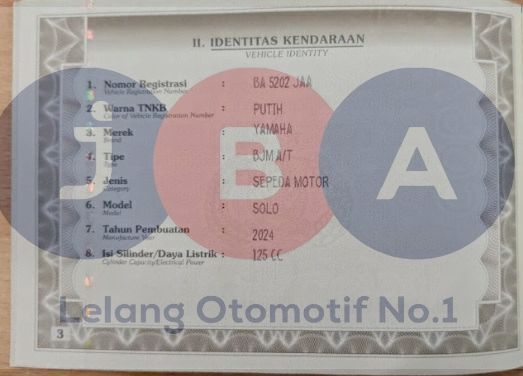 II. IDENTITAS KENDARAAN
VEHICLE IDENTITY
1. Nomor Registrasi : BA 5202 JAA
Vehicle Registration Number
2. Warna TNKB : PUTIH
Color of Vehicle Registration Number
3. Merek : YAMAHA
Brand
4. Tipe : BJM A/T
Type
5. Jenis : SEPEDA MOTOR
Category
6. Model : SOLO
Model
7. Tahun Pembuatan : 2024
Manufacture Year
8. Isi Silinder/Daya Listrik : 125 CC
Cylinder Capacity/Electrical Power
JBA
Lelang Otomotif No.1
3